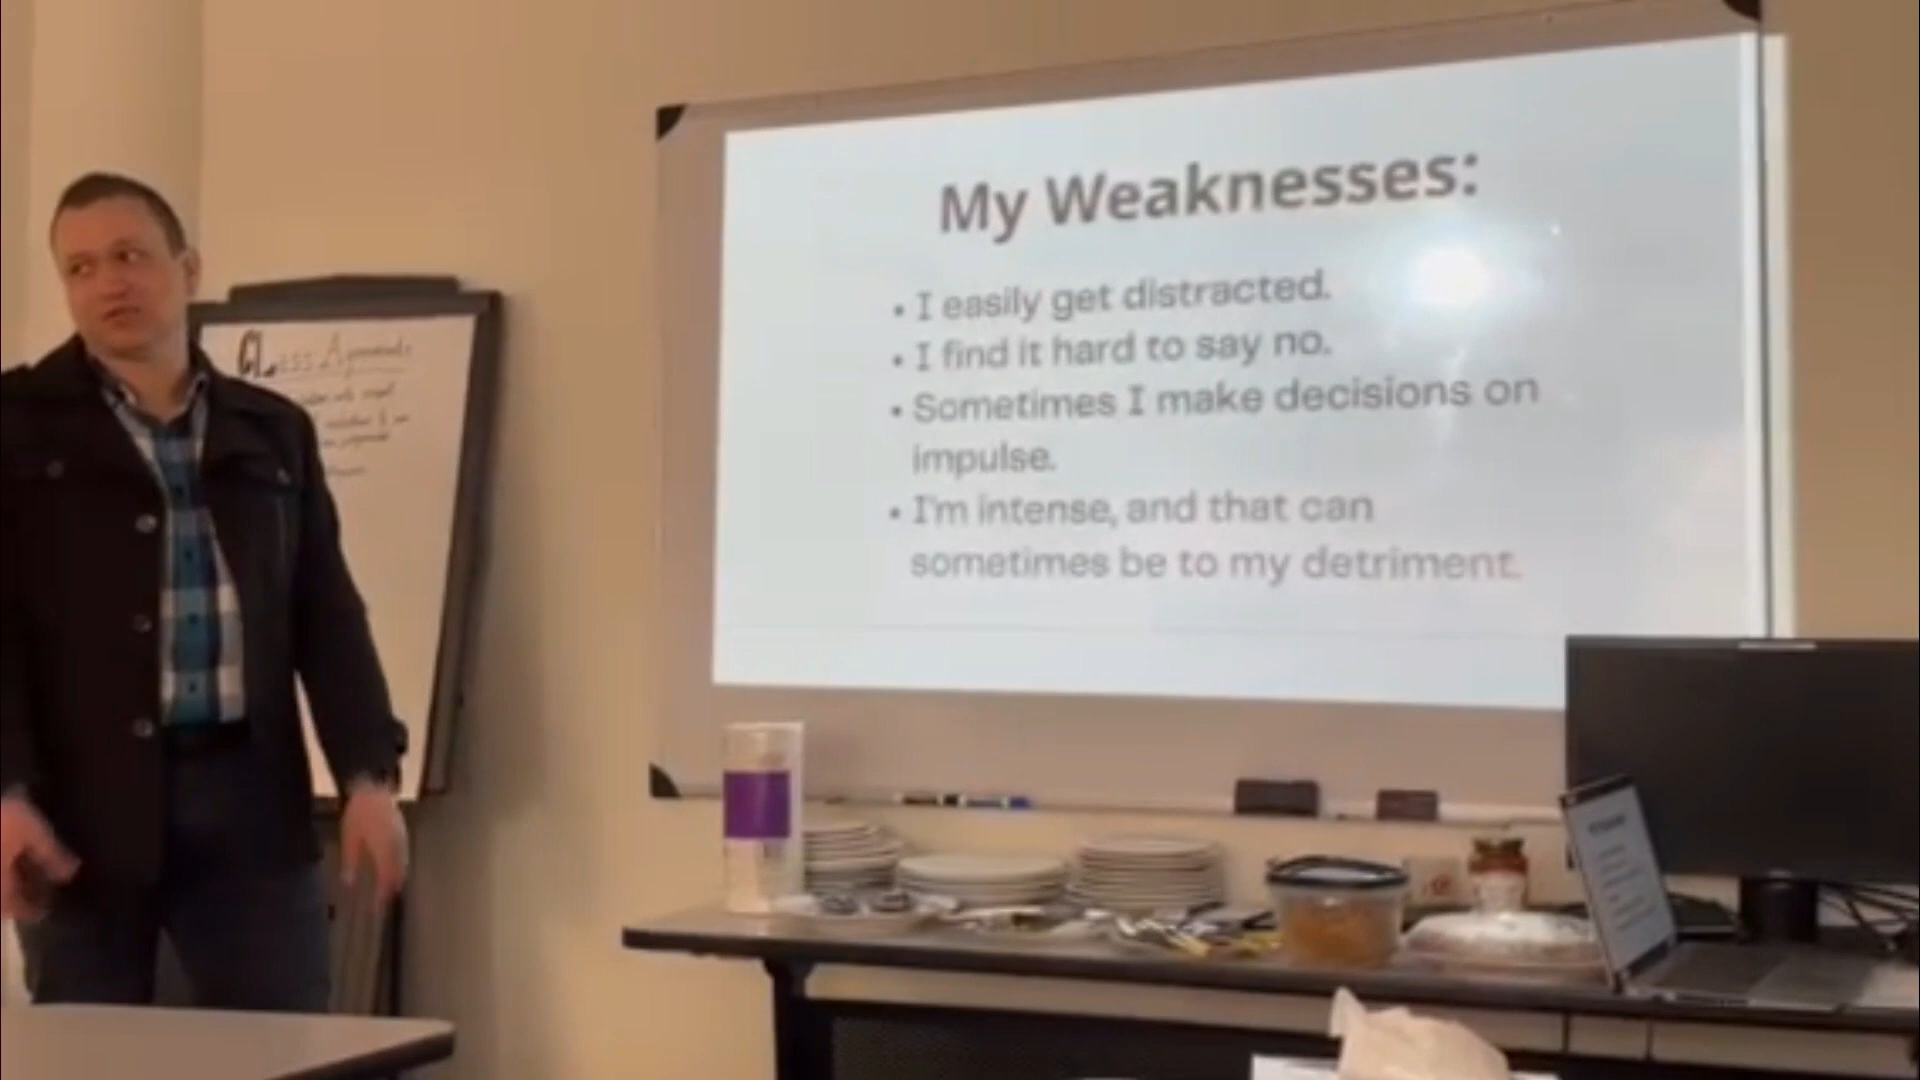 My Weaknesses:
• I easily get distracted.
• I find it hard to say no.
• Sometimes I make decisions on
impulse.
• I'm intense, and that can
sometimes be to my detriment.
Class